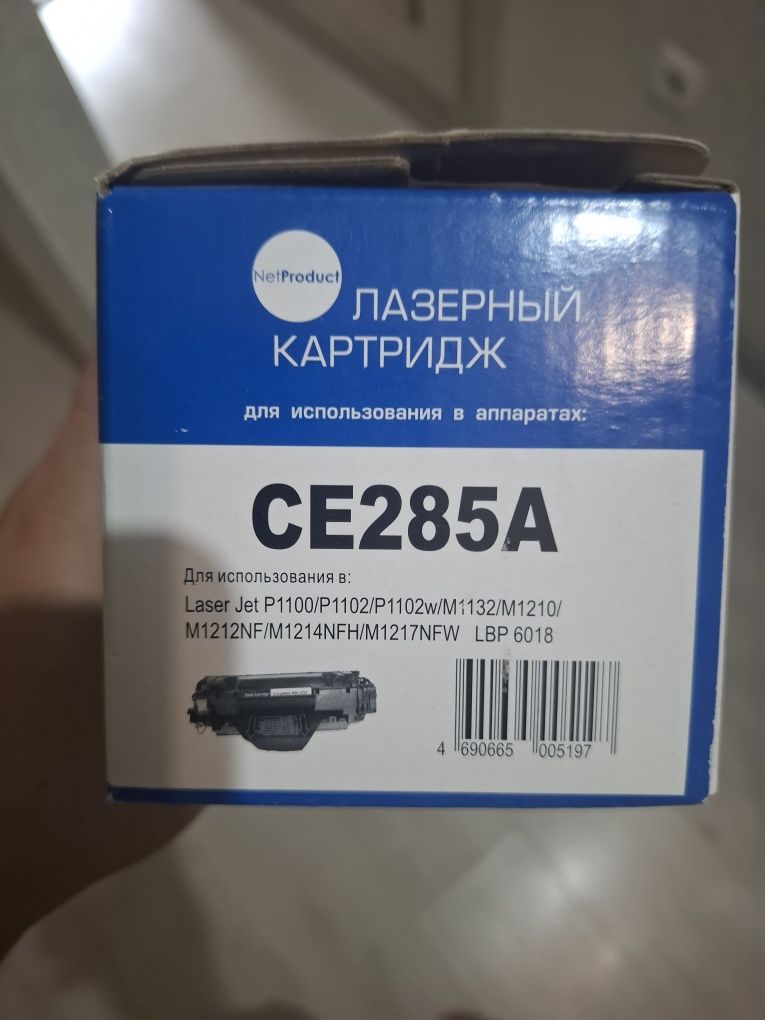 NetProduct
ЛАЗЕРНЫЙ
КАРТРИДЖ
для использования в аппаратах:
CE285A
Для использования в:
Laser Jet P1100/P1102/P1102w/M1132/M1210/
M1212NF/M1214NFH/M1217NFW LBP 6018
4 690665 005197